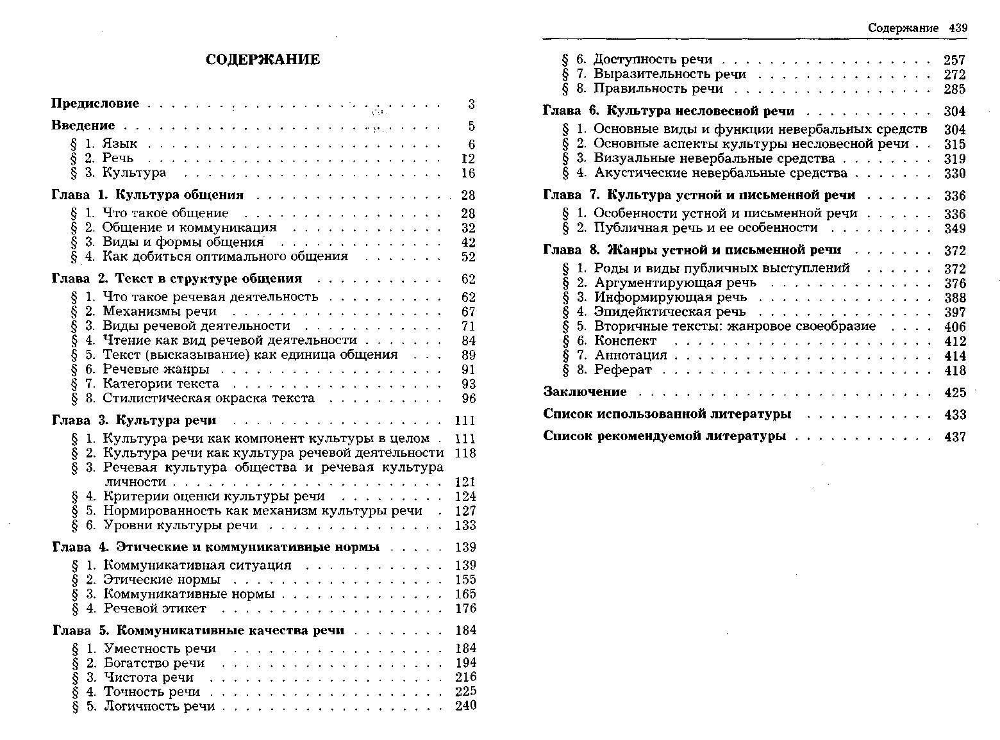 СОДЕРЖАНИЕ
Предисловие . . . . . . . . . . . . . . . . . . . . . . . . . 3
Введение . . . . . . . . . . . . . . . . . . . . . . . . . . . 5
§ 1. Язык . . . . . . . . . . . . . . . . . . . . . . . . . 6
§ 2. Речь . . . . . . . . . . . . . . . . . . . . . . . . . 12
§ 3. Культура . . . . . . . . . . . . . . . . . . . . . . 16
Глава 1. Культура общения . . . . . . . . . . . . . . . . . 28
§ 1. Что такое общение . . . . . . . . . . . . . . . . . 28
§ 2. Общение и коммуникация . . . . . . . . . . . . . 32
§ 3. Виды и формы общения . . . . . . . . . . . . . . 42
§ 4. Как добиться оптимального общения . . . . . . . 52
Глава 2. Текст в структуре общения . . . . . . . . . . . 62
§ 1. Что такое речевая деятельность . . . . . . . . . . 62
§ 2. Механизмы речи . . . . . . . . . . . . . . . . . . 67
§ 3. Виды речевой деятельности . . . . . . . . . . . . 71
§ 4. Чтение как вид речевой деятельности . . . . . . . 84
§ 5. Текст (высказывание) как единица общения . . . 89
§ 6. Речевые жанры . . . . . . . . . . . . . . . . . . . 91
§ 7. Категории текста . . . . . . . . . . . . . . . . . . 93
§ 8. Стилистическая окраска текста . . . . . . . . . . 96
Глава 3. Культура речи . . . . . . . . . . . . . . . . . . 111
§ 1. Культура речи как компонент культуры в целом . 111
§ 2. Культура речи как культура речевой деятельности 118
§ 3. Речевая культура общества и речевая культура
личности . . . . . . . . . . . . . . . . . . . . . . . 121
§ 4. Критерии оценки культуры речи . . . . . . . . . 124
§ 5. Нормированность как механизм культуры речи . 127
§ 6. Уровни культуры речи . . . . . . . . . . . . . . . 133
Глава 4. Этические и коммуникативные нормы . . . . . 139
§ 1. Коммуникативная ситуация . . . . . . . . . . . . 139
§ 2. Этические нормы . . . . . . . . . . . . . . . . . . 155
§ 3. Коммуникативные нормы . . . . . . . . . . . . . . 165
§ 4. Речевой этикет . . . . . . . . . . . . . . . . . . . 176
Глава 5. Коммуникативные качества речи . . . . . . . . 184
§ 1. Уместность речи . . . . . . . . . . . . . . . . . . 184
§ 2. Богатство речи . . . . . . . . . . . . . . . . . . . 194
§ 3. Чистота речи . . . . . . . . . . . . . . . . . . . . 216
§ 4. Точность речи . . . . . . . . . . . . . . . . . . . . 225
§ 5. Логичность речи . . . . . . . . . . . . . . . . . . . 240
Содержание 439
§ 6. Доступность речи . . . . . . . . . . . . . . . . . . 257
§ 7. Выразительность речи . . . . . . . . . . . . . . . 272
§ 8. Правильность речи . . . . . . . . . . . . . . . . . 285
Глава 6. Культура несловесной речи . . . . . . . . . . . 304
§ 1. Основные виды и функции невербальных средств 304
§ 2. Основные аспекты культуры несловесной речи . . 315
§ 3. Визуальные невербальные средства . . . . . . . . 319
§ 4. Акустические невербальные средства . . . . . . . 330
Глава 7. Культура устной и письменной речи . . . . . . 336
§ 1. Особенности устной и письменной речи . . . . . . 336
§ 2. Публичная речь и ее особенности . . . . . . . . . 349
Глава 8. Жанры устной и письменной речи . . . . . . . 372
§ 1. Роды и виды публичных выступлений . . . . . . 372
§ 2. Аргументирующая речь . . . . . . . . . . . . . . 376
§ 3. Информирующая речь . . . . . . . . . . . . . . . 388
§ 4. Эпидейктическая речь . . . . . . . . . . . . . . . 397
§ 5. Вторичные тексты: жанровое своеобразие . . . . 406
§ 6. Конспект . . . . . . . . . . . . . . . . . . . . . . 412
§ 7. Аннотация . . . . . . . . . . . . . . . . . . . . . . 414
§ 8. Реферат . . . . . . . . . . . . . . . . . . . . . . . 418
Заключение . . . . . . . . . . . . . . . . . . . . . . . . . 425
Список использованной литературы . . . . . . . . . . . 433
Список рекомендуемой литературы . . . . . . . . . . . . 437